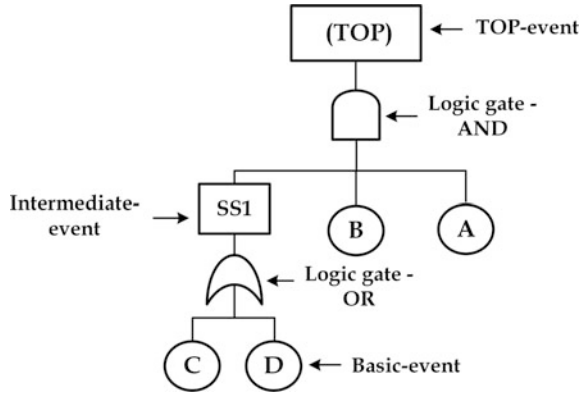 (TOP)
TOP-event
Logic gate -
AND
Intermediate-
event
SS1
B
A
Logic gate -
OR
C
D
Basic-event